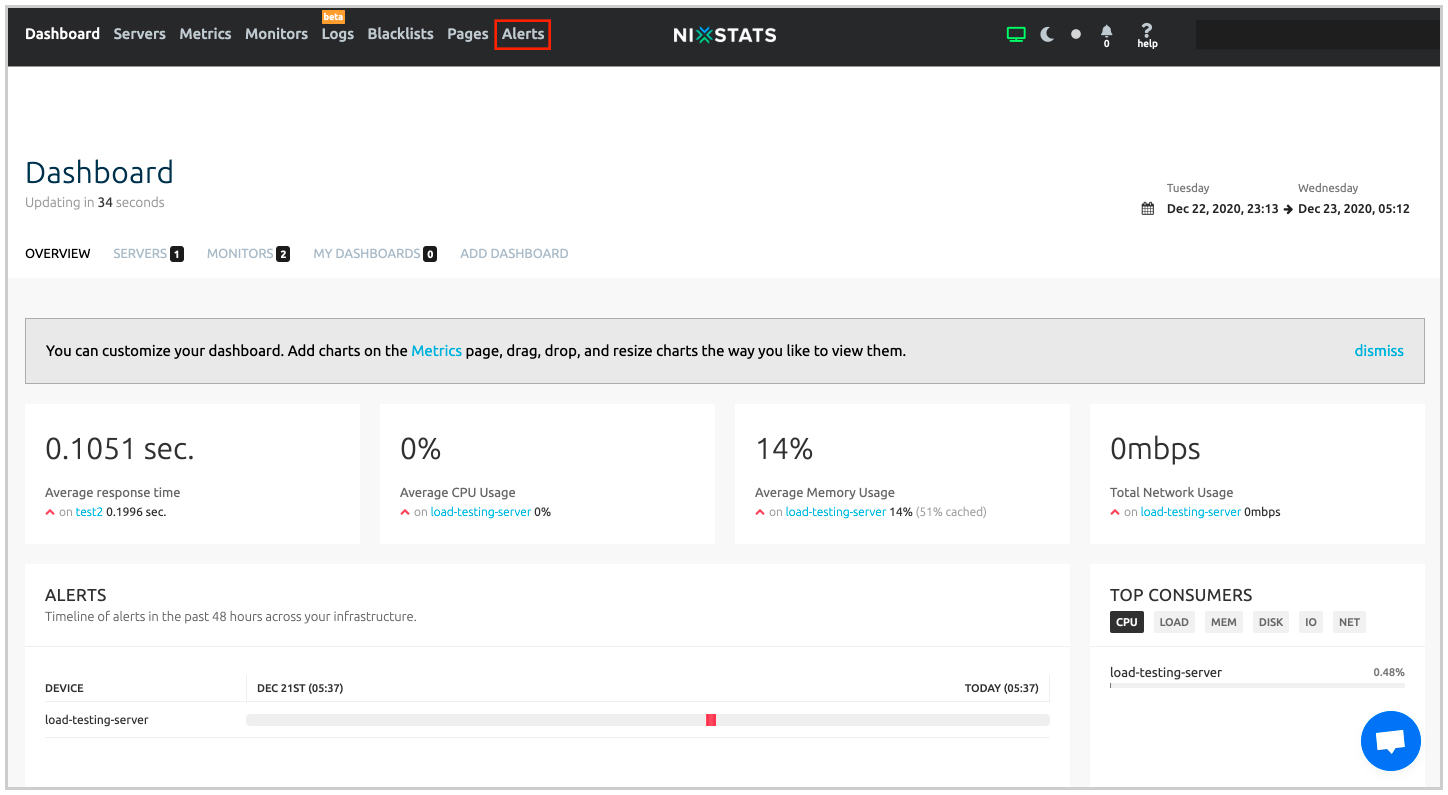 beta
Dashboard Servers Metrics Monitors Logs Blacklists Pages Alerts NIXSTATS 0 ? help
Dashboard
Updating in 34 seconds
Tuesday Wednesday
Dec 22, 2020, 23:13 → Dec 23, 2020, 05:12
OVERVIEW SERVERS 1 MONITORS 2 MY DASHBOARDS 0 ADD DASHBOARD
You can customize your dashboard. Add charts on the Metrics page, drag, drop, and resize charts the way you like to view them. dismiss
0.1051 sec.
Average response time
on test2 0.1996 sec.
0%
Average CPU Usage
on load-testing-server 0%
14%
Average Memory Usage
on load-testing-server 14% (51% cached)
0mbps
Total Network Usage
on load-testing-server 0mbps
ALERTS
Timeline of alerts in the past 48 hours across your infrastructure.
DEVICE DEC 21ST (05:37) TODAY (05:37)
load-testing-server
TOP CONSUMERS
CPU LOAD MEM DISK IO NET
load-testing-server 0.48%